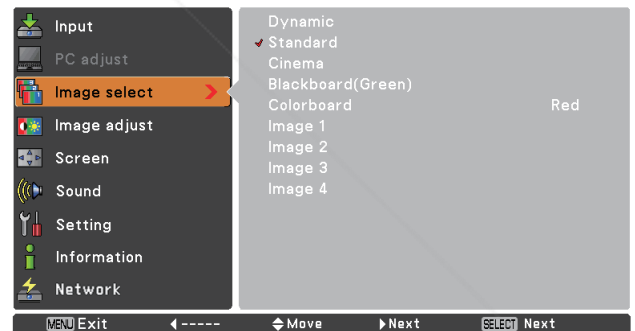 Input
PC adjust
Image select
Image adjust
Screen
Sound
Setting
Information
Network
Dynamic
Standard
Cinema
Blackboard(Green)
Colorboard Red
Image 1
Image 2
Image 3
Image 4
MENU Exit ----- Move Next SELECT Next